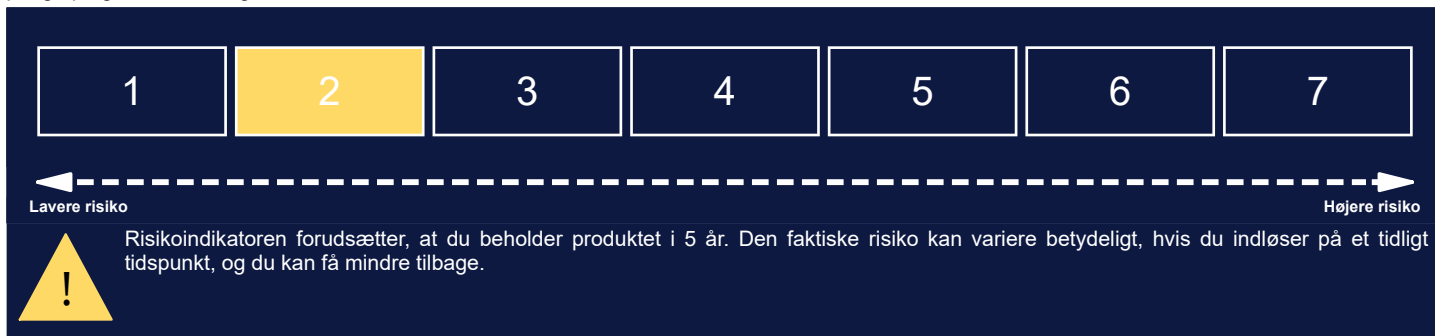 1 2 3 4 5 6 7
Lavere risiko Højere risiko
Risikoindikatoren forudsætter, at du beholder produktet i 5 år. Den faktiske risiko kan variere betydeligt, hvis du indløser på et tidligt
tidspunkt, og du kan få mindre tilbage.
!